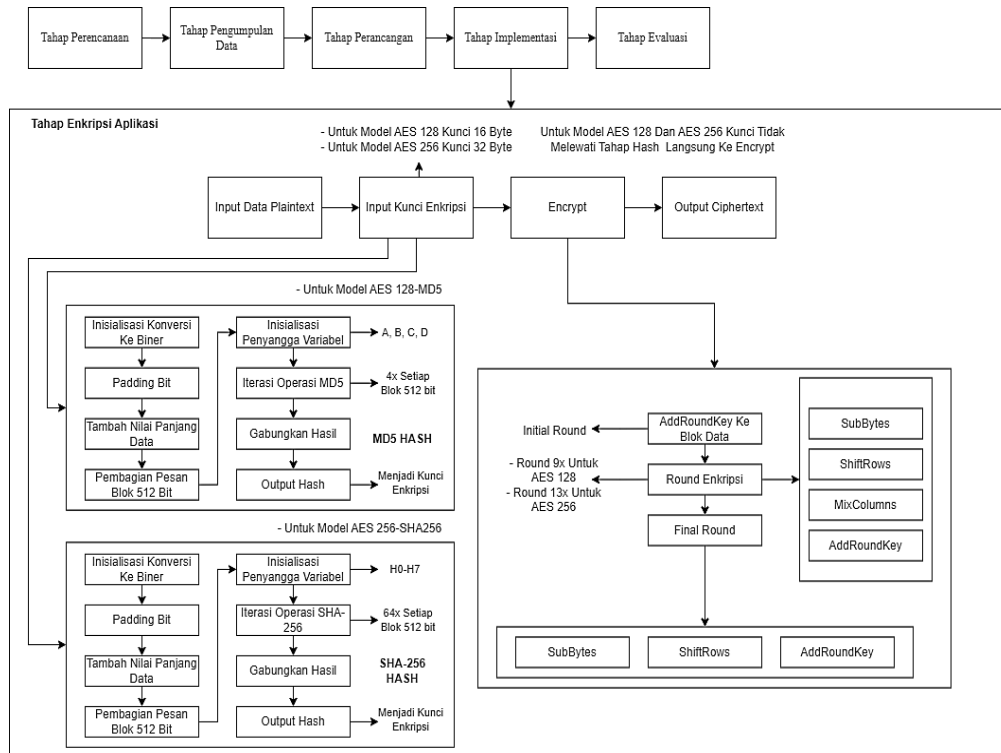 Tahap Perencanaan
Tahap Pengumpulan
Data
Tahap Perancangan
Tahap Implementasi
Tahap Evaluasi
Tahap Enkripsi Aplikasi
- Untuk Model AES 128 Kunci 16 Byte
- Untuk Model AES 256 Kunci 32 Byte
Untuk Model AES 128 Dan AES 256 Kunci Tidak
Melewati Tahap Hash Langsung Ke Encrypt
Input Data Plaintext
Input Kunci Enkripsi
Encrypt
Output Ciphertext
- Untuk Model AES 128-MD5
Inisialisasi Konversi
Ke Biner
Padding Bit
Tambah Nilai Panjang
Data
Pembagian Pesan
Blok 512 Bit
Inisialisasi
Penyangga Variabel
A, B, C, D
Iterasi Operasi MD5
4x Setiap
Blok 512 bit
Gabungkan Hasil
MD5 HASH
Output Hash
Menjadi Kunci
Enkripsi
- Untuk Model AES 256-SHA256
Inisialisasi Konversi
Ke Biner
Padding Bit
Tambah Nilai Panjang
Data
Pembagian Pesan
Blok 512 Bit
Inisialisasi
Penyangga Variabel
H0-H7
Iterasi Operasi SHA-
256
64x Setiap
Blok 512 bit
Gabungkan Hasil
SHA-256
HASH
Output Hash
Menjadi Kunci
Enkripsi
Initial Round
AddRoundKey Ke
Blok Data
- Round 9x Untuk
AES 128
- Round 13x Untuk
AES 256
Round Enkripsi
Final Round
SubBytes
ShiftRows
MixColumns
AddRoundKey
SubBytes
ShiftRows
AddRoundKey